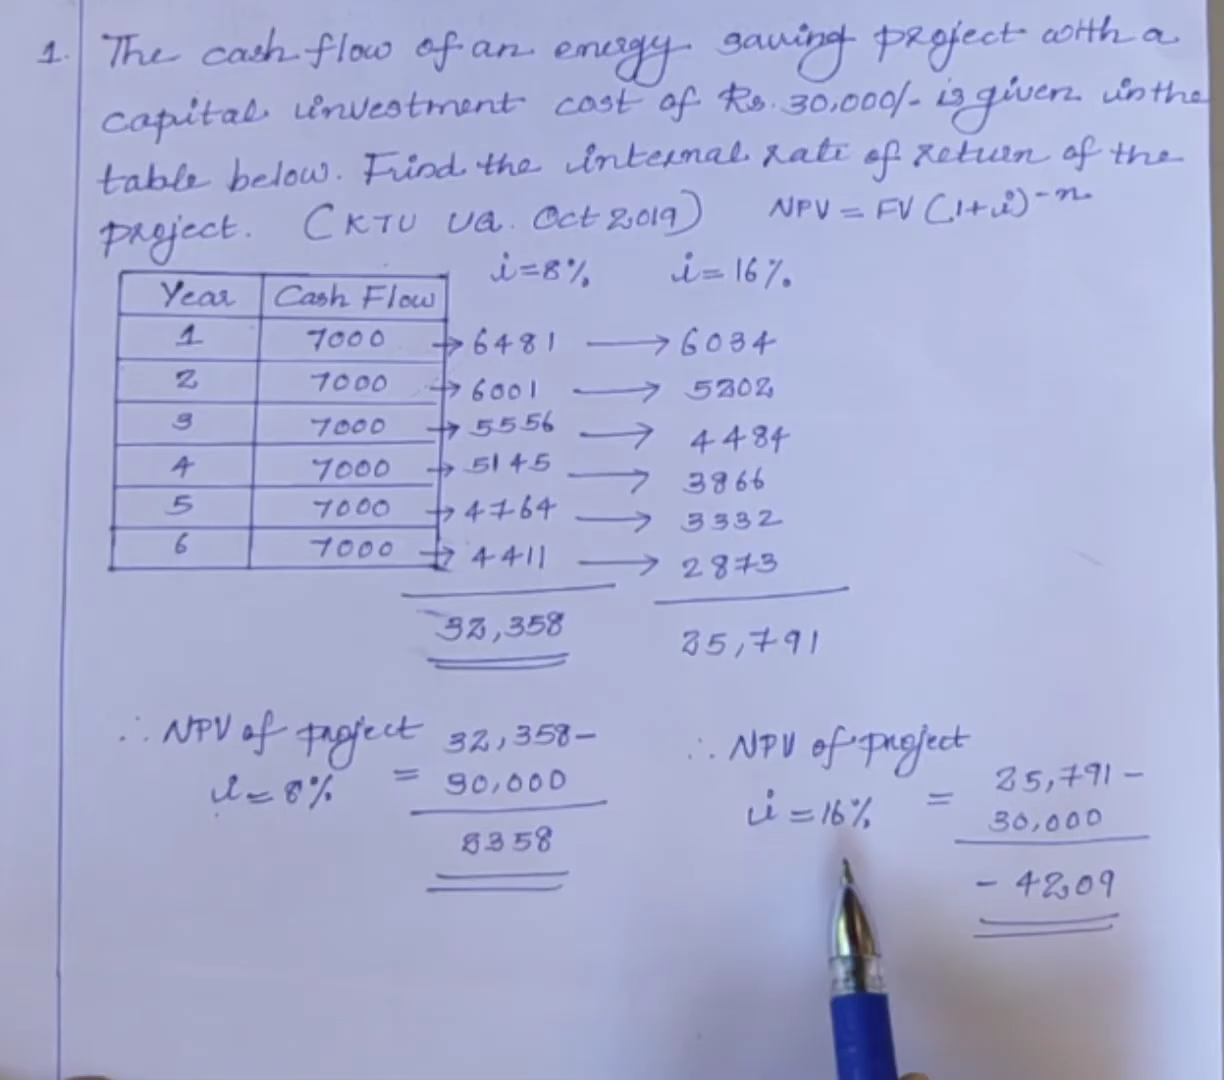 1. The cash flow of an energy saving project with a
capital investment cost of Rs. 30,000/- is given in the
table below. Find the internal rate of return of the
project. (KTU UQ. Oct 2019) NPV = FV (1+i)^-n
i=8% i=16%
Year Cash Flow
1 7000 → 6481 → 6034
2 7000 → 6001 → 5202
3 7000 → 5556 → 4484
4 7000 → 5145 → 3866
5 7000 → 4764 → 3332
6 7000 → 4411 → 2873
32,358 25,791
∴ NPV of project 32,358-
i=8% = 30,000
2358
∴ NPV of project 25,791-
i=16% = 30,000
-4209